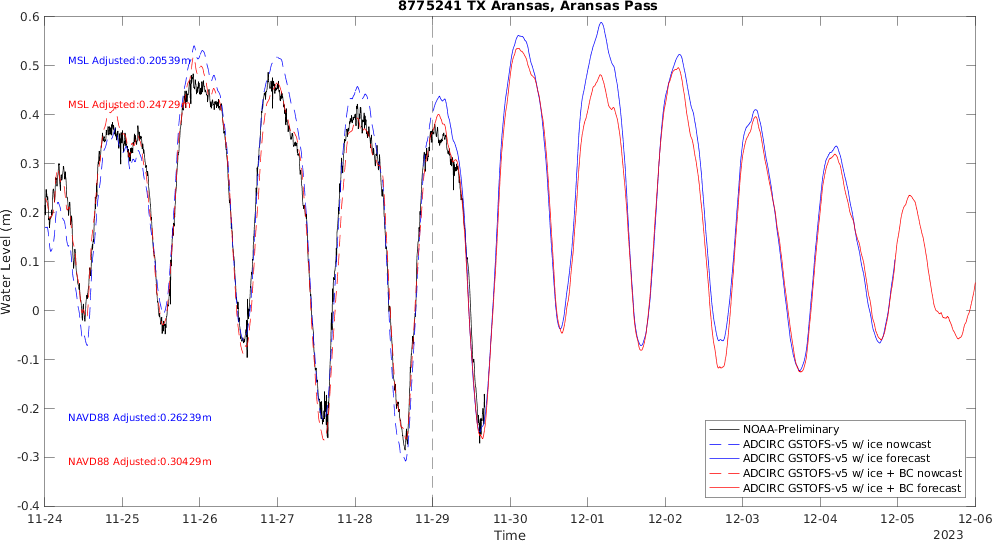 8775241 TX Aransas, Aransas Pass
0.6
0.5
0.4
0.3
0.2
0.1
0
-0.1
-0.2
-0.3
-0.4
Water Level (m)
MSL Adjusted:0.20539m
MSL Adjusted:0.24729m
NAVD88 Adjusted:0.26239m
NAVD88 Adjusted:0.30429m
NOAA-Preliminary
ADCIRC GSTOFS-v5 w/ ice nowcast
ADCIRC GSTOFS-v5 w/ ice forecast
ADCIRC GSTOFS-v5 w/ ice + BC nowcast
ADCIRC GSTOFS-v5 w/ ice + BC forecast
11-24 11-25 11-26 11-27 11-28 11-29 11-30 12-01 12-02 12-03 12-04 12-05 12-06
Time
2023